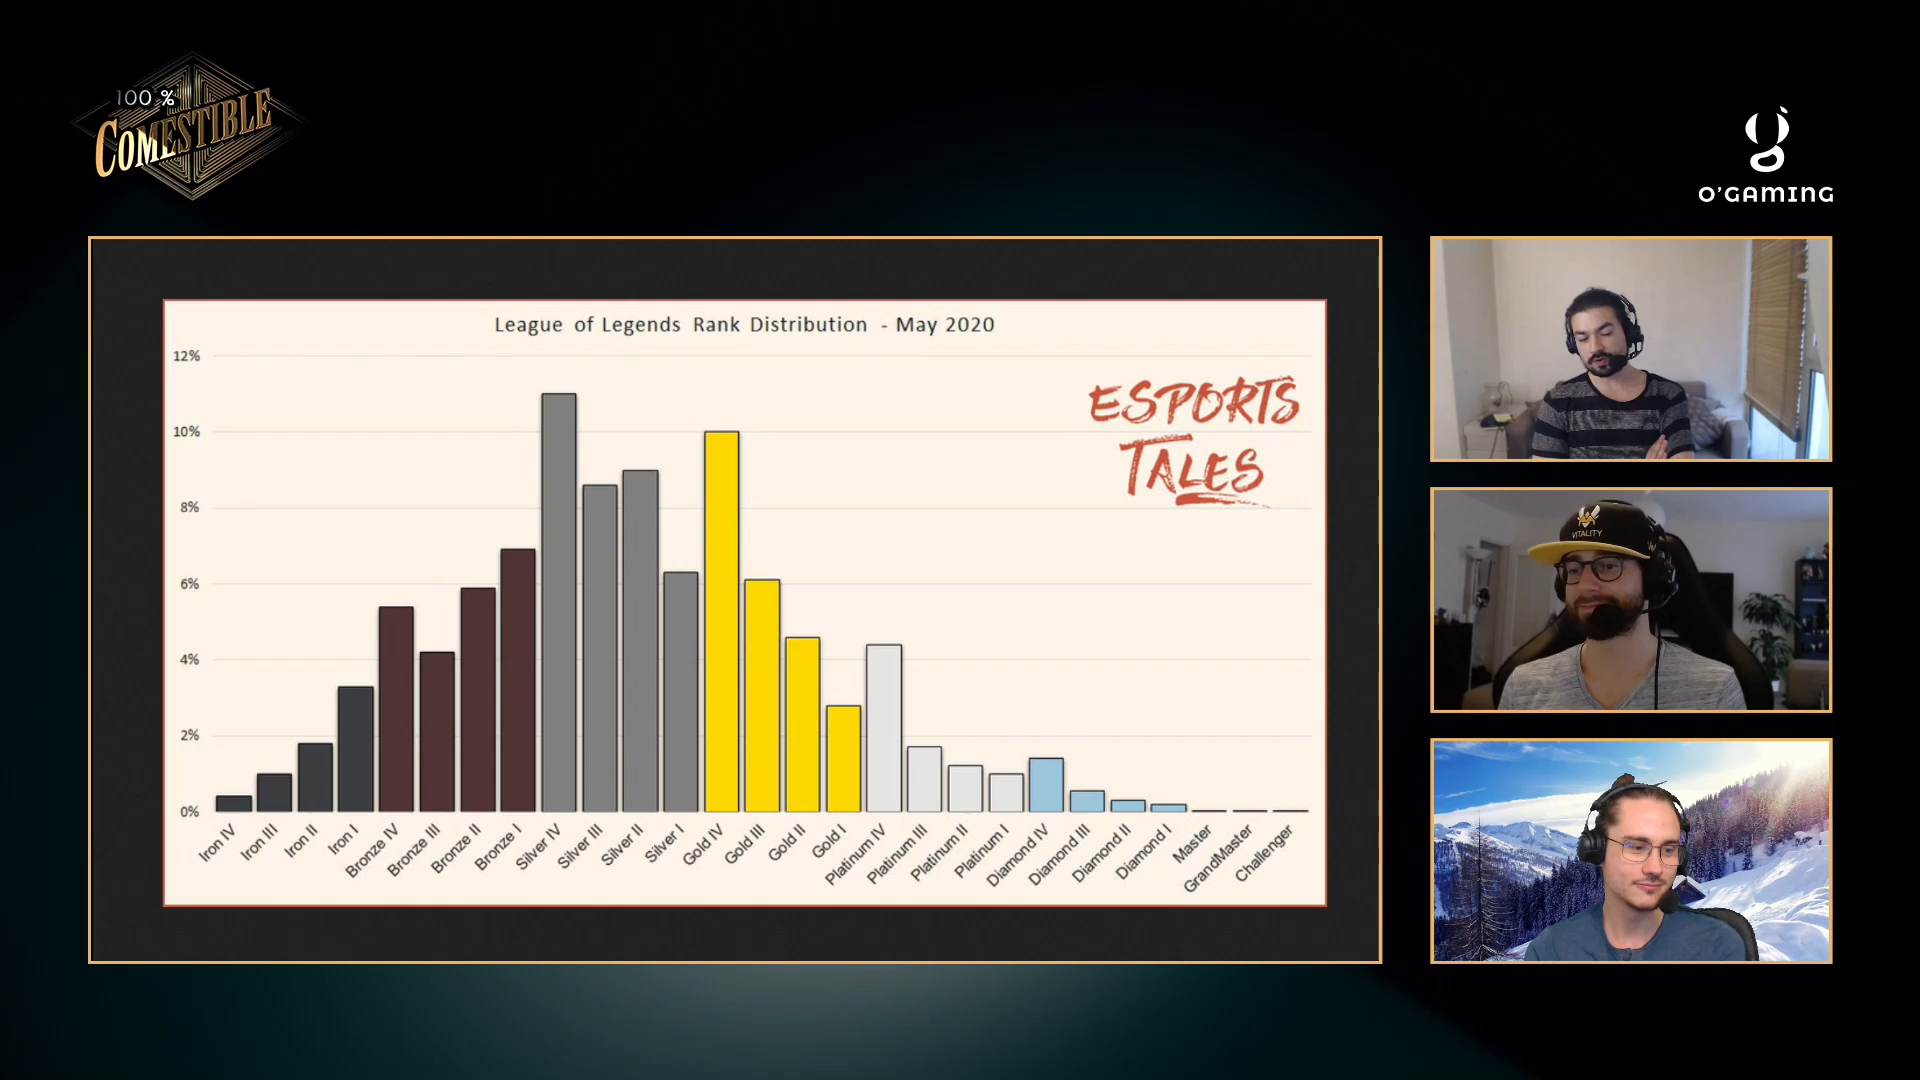 100 %
COMESTIBLE
O'GAMING
League of Legends Rank Distribution - May 2020
12%
10%
8%
6%
4%
2%
0%
ESPORTS
TALES
Iron IV
Iron III
Iron II
Iron I
Bronze IV
Bronze III
Bronze II
Bronze I
Silver IV
Silver III
Silver II
Silver I
Gold IV
Gold III
Gold II
Gold I
Platinum IV
Platinum III
Platinum II
Platinum I
Diamond IV
Diamond III
Diamond II
Diamond I
Master
GrandMaster
Challenger
VITALITY